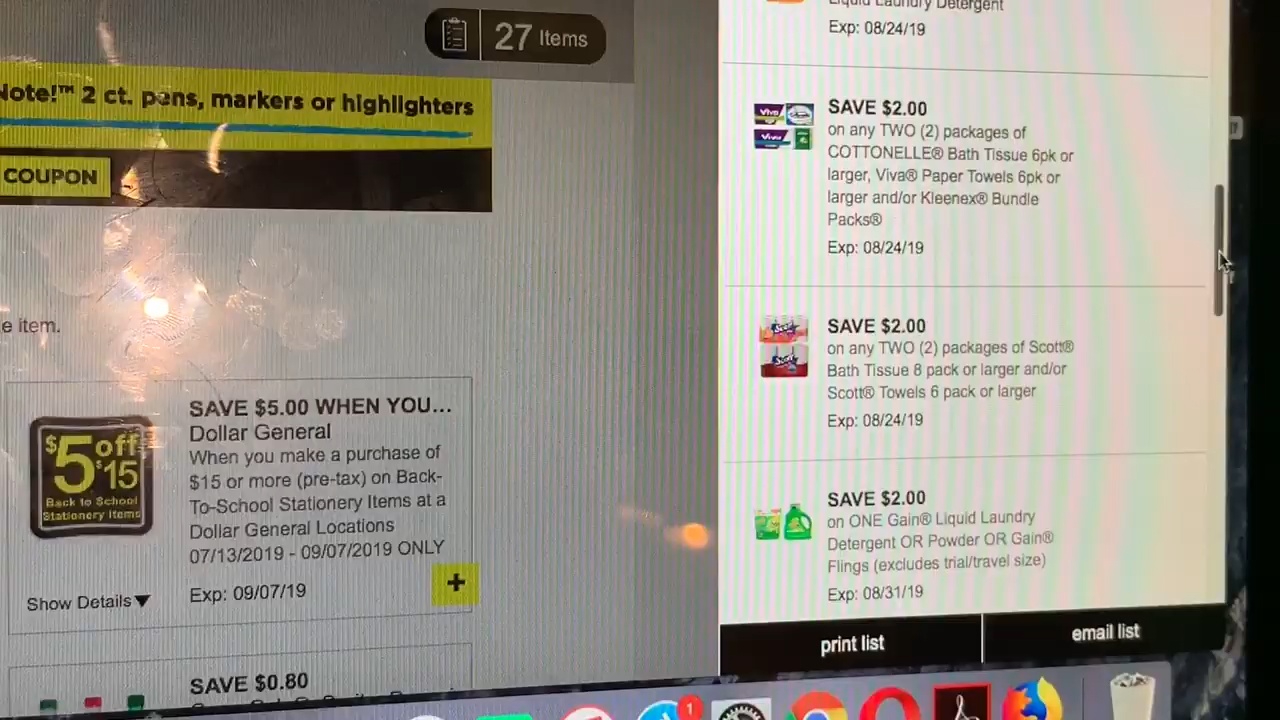 27 Items
Note!™ 2 ct. pens, markers or highlighters
COUPON
e item.
$5 off $15
Back to School
Stationery Items
SAVE $5.00 WHEN YOU...
Dollar General
When you make a purchase of
$15 or more (pre-tax) on Back-
To-School Stationery Items at a
Dollar General Locations
07/13/2019 - 09/07/2019 ONLY
Exp: 09/07/19
+
Show Details
SAVE $0.80
Liquid Laundry Detergent
Exp: 08/24/19
Viva
Viva
SAVE $2.00
on any TWO (2) packages of
COTTONELLE® Bath Tissue 6pk or
larger, Viva® Paper Towels 6pk or
larger and/or Kleenex® Bundle
Packs®
Exp: 08/24/19
Scott
Scott
SAVE $2.00
on any TWO (2) packages of Scott®
Bath Tissue 8 pack or larger and/or
Scott® Towels 6 pack or larger
Exp: 08/24/19
SAVE $2.00
on ONE Gain® Liquid Laundry
Detergent OR Powder OR Gain®
Flings (excludes trial/travel size)
Exp: 08/31/19
print list
email list
1